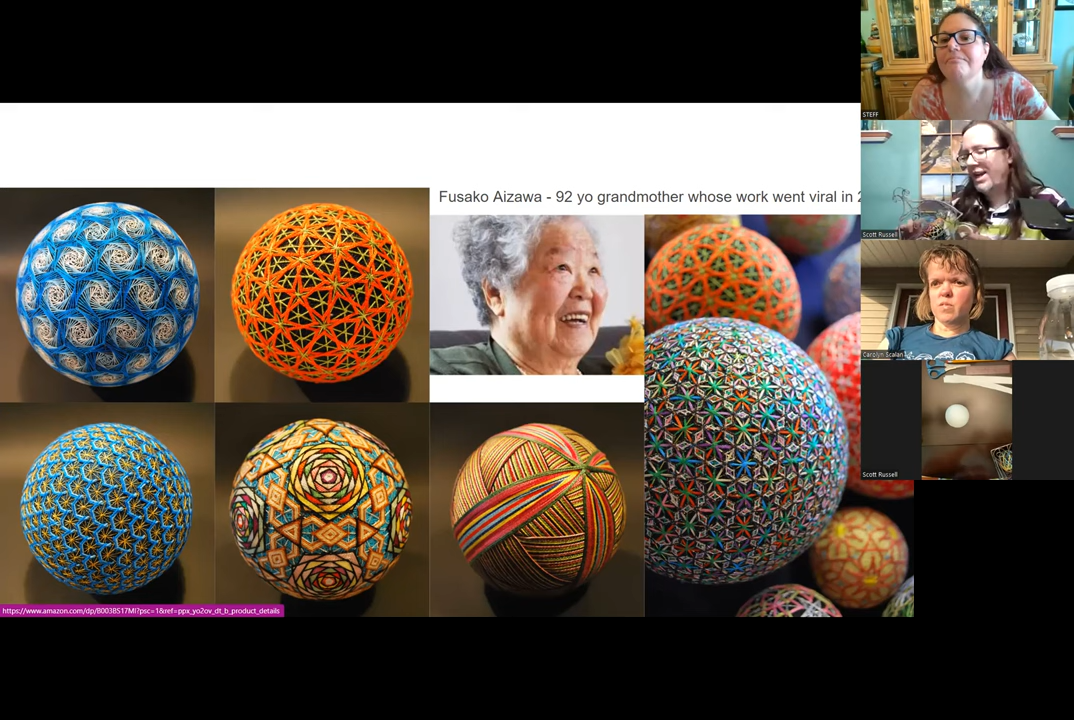 STEFF
Fusako Aizawa - 92 yo grandmother whose work went viral in 2
Scott Russell
Carolyn Scalan
Scott Russell
https://www.amazon.com/dp/B003BS17MI?psc=1&ref=ppx_yo2ov_dt_b_product_details